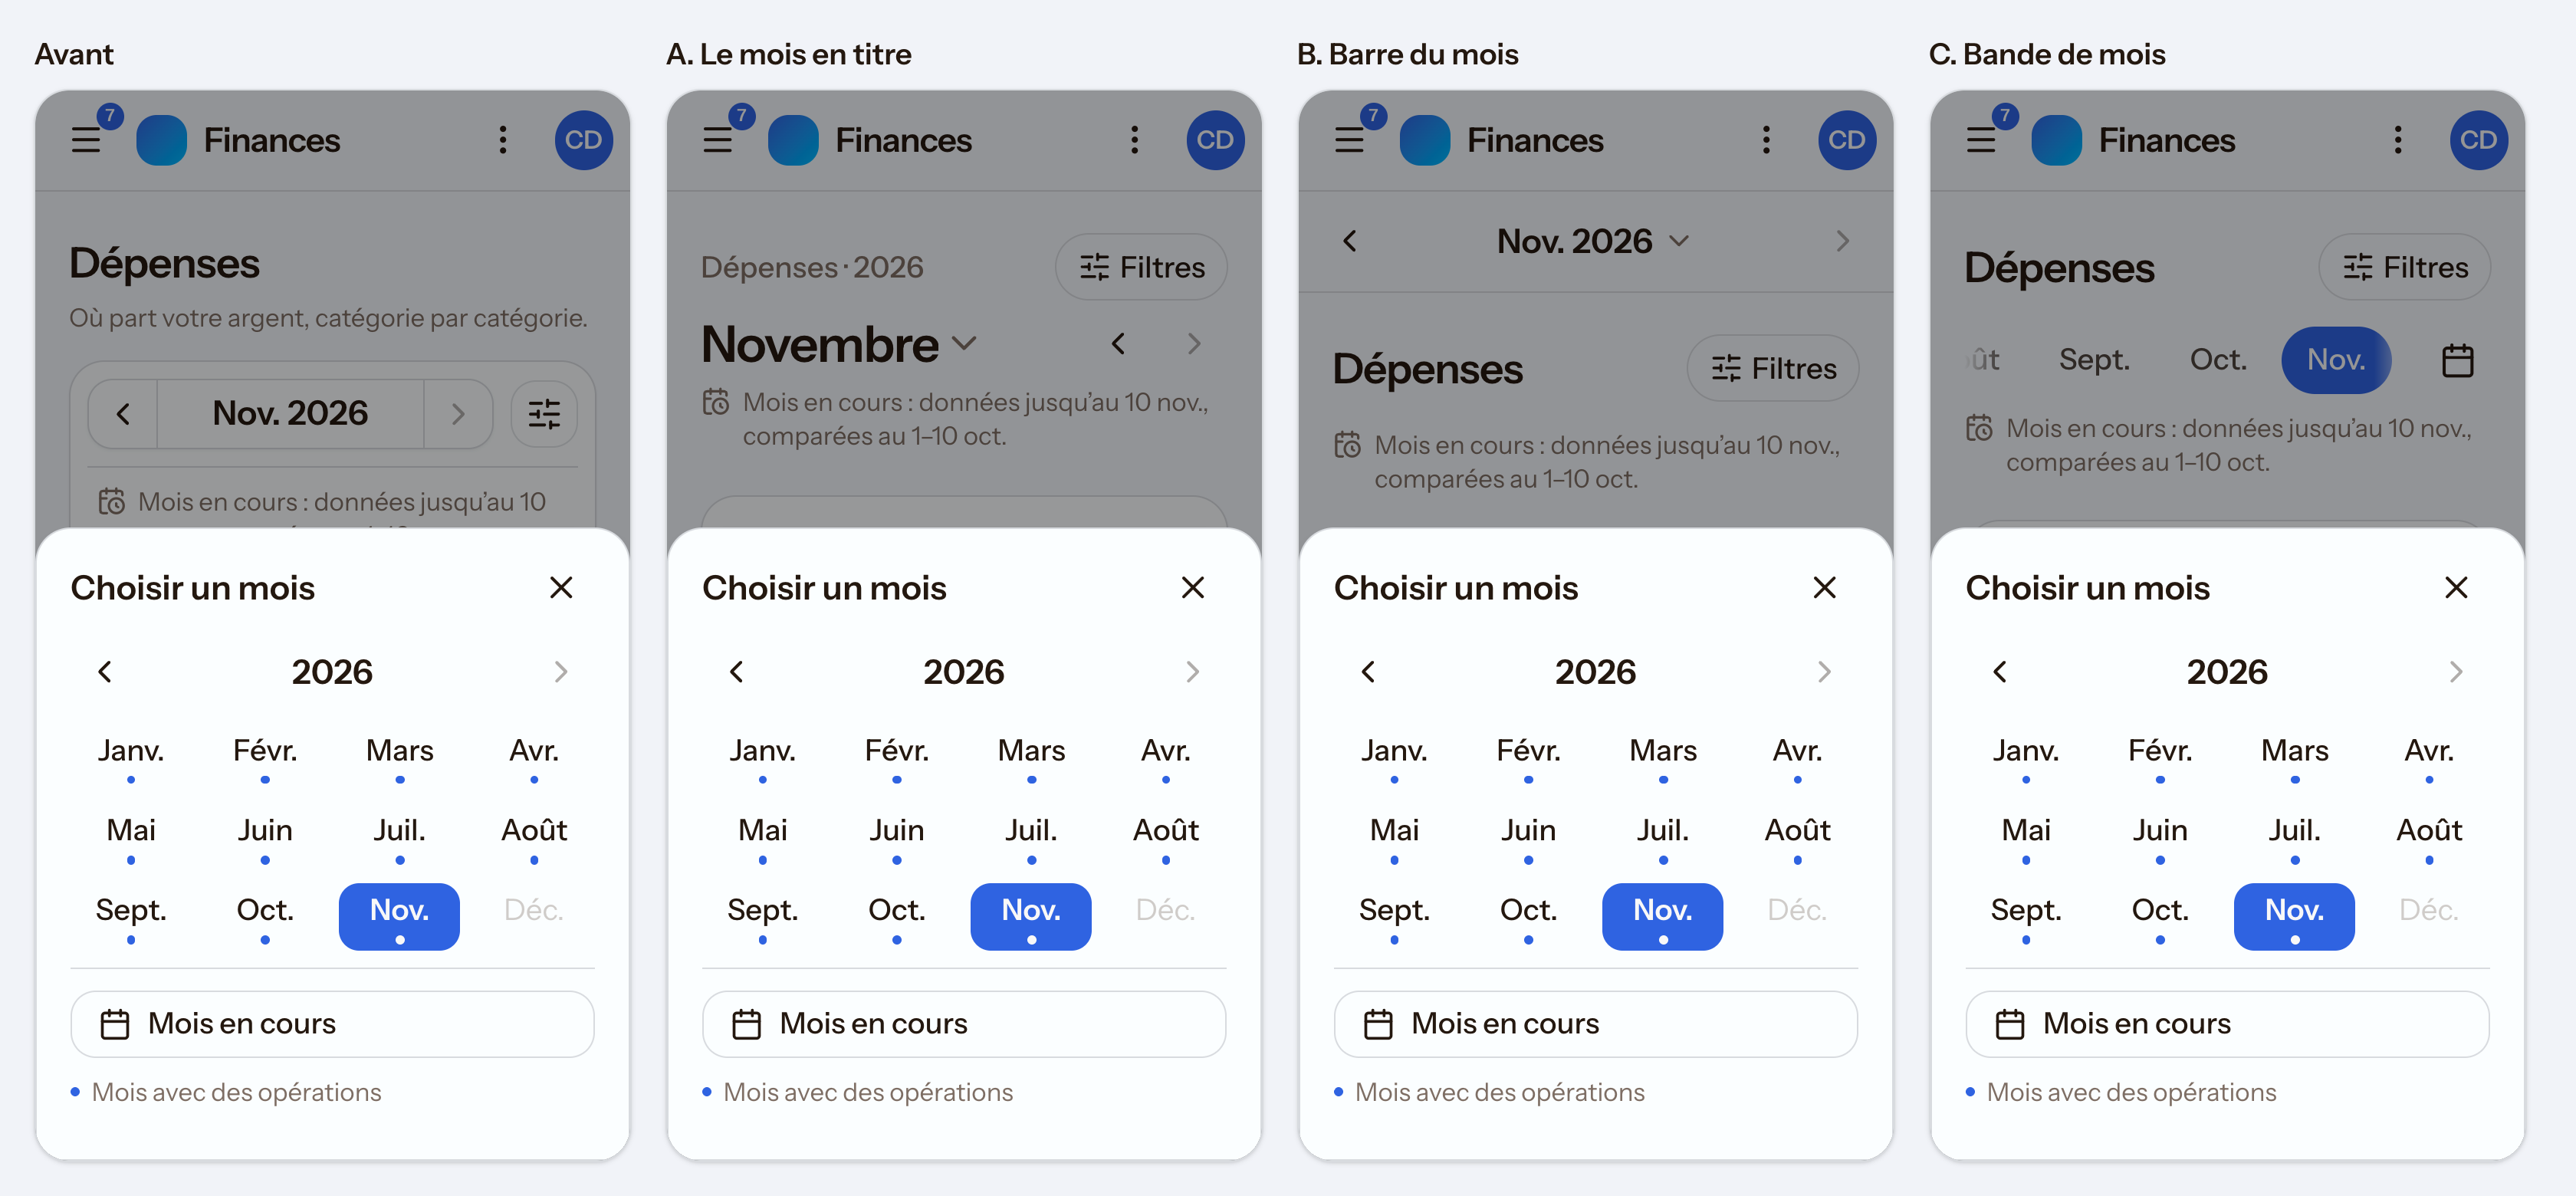 Avant
7
Finances
CD
Dépenses
Où part votre argent, catégorie par catégorie.
Nov. 2026
Mois en cours : données jusqu’au 10
Choisir un mois
2026
Janv. Févr. Mars Avr.
Mai Juin Juil. Août
Sept. Oct. Nov. Déc.
Mois en cours
Mois avec des opérations
A. Le mois en titre
7
Finances
CD
Dépenses · 2026
Filtres
Novembre
Mois en cours : données jusqu’au 10 nov.,
comparées au 1–10 oct.
Choisir un mois
2026
Janv. Févr. Mars Avr.
Mai Juin Juil. Août
Sept. Oct. Nov. Déc.
Mois en cours
Mois avec des opérations
B. Barre du mois
7
Finances
CD
Nov. 2026
Dépenses
Filtres
Mois en cours : données jusqu’au 10 nov.,
comparées au 1–10 oct.
Choisir un mois
2026
Janv. Févr. Mars Avr.
Mai Juin Juil. Août
Sept. Oct. Nov. Déc.
Mois en cours
Mois avec des opérations
C. Bande de mois
7
Finances
CD
Dépenses
Filtres
ût Sept. Oct. Nov.
Mois en cours : données jusqu’au 10 nov.,
comparées au 1–10 oct.
Choisir un mois
2026
Janv. Févr. Mars Avr.
Mai Juin Juil. Août
Sept. Oct. Nov. Déc.
Mois en cours
Mois avec des opérations